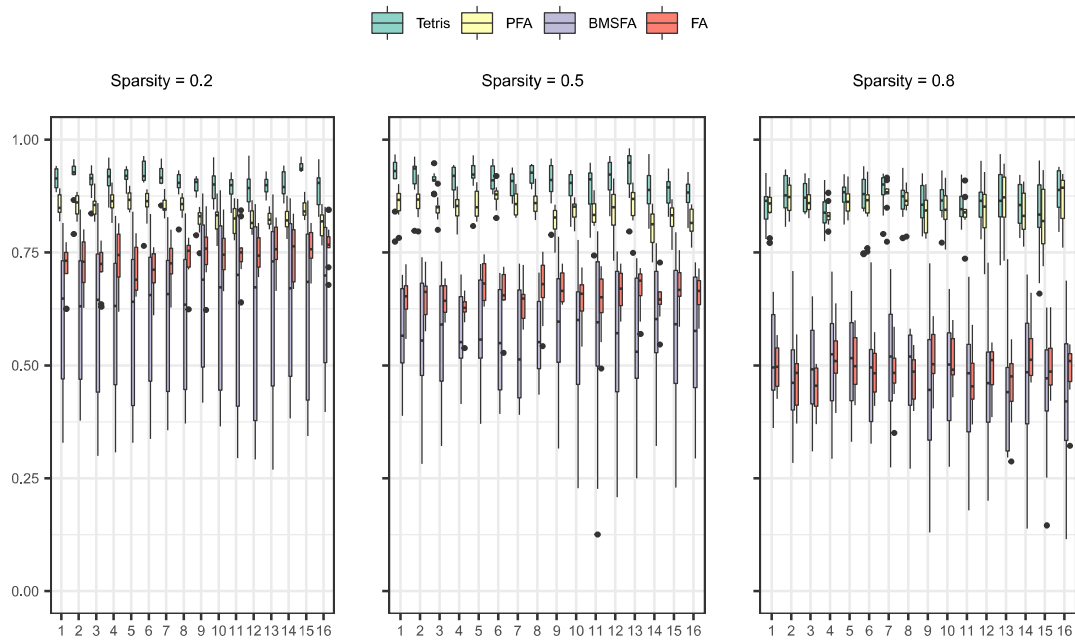 Tetris PFA BMSFA FA
Sparsity = 0.2 Sparsity = 0.5 Sparsity = 0.8
1.00
0.75
0.50
0.25
0.00
1 2 3 4 5 6 7 8 9 10 11 12 13 14 15 16 1 2 3 4 5 6 7 8 9 10 11 12 13 14 15 16 1 2 3 4 5 6 7 8 9 10 11 12 13 14 15 16